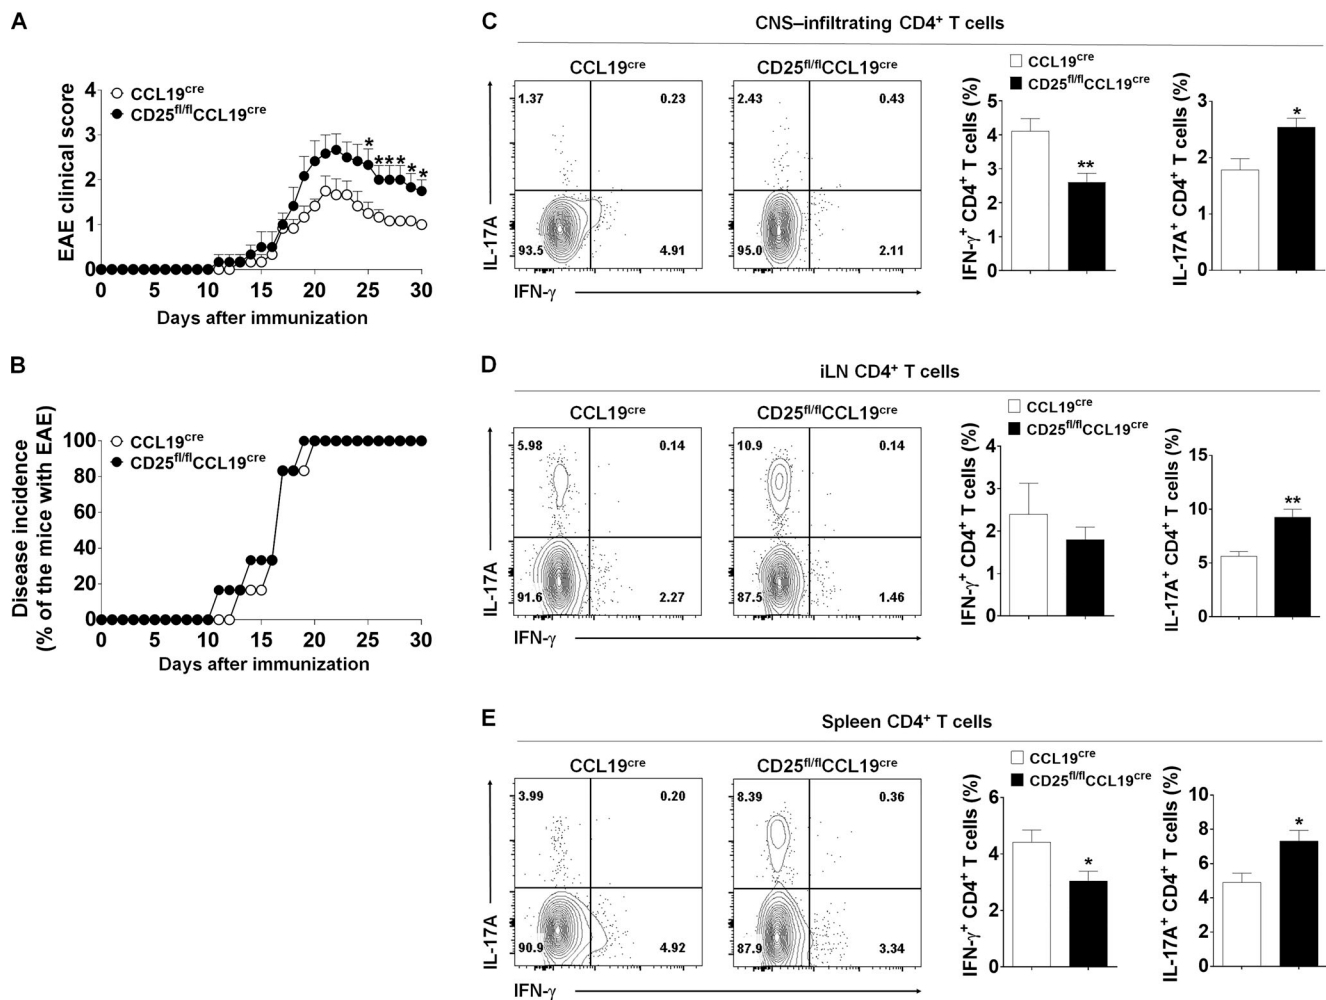 A
CCL19cre
CD25fl/flCCL19cre
EAE clinical score
4
3
2
1
0
* *** * *
0 5 10 15 20 25 30
Days after immunization
B
CCL19cre
CD25fl/flCCL19cre
Disease incidence
(% of the mice with EAE)
100
80
60
40
20
0
0 5 10 15 20 25 30
Days after immunization
C
CNS–infiltrating CD4+ T cells
CCL19cre
CD25fl/flCCL19cre
1.37 0.23
93.5 4.91
2.43 0.43
95.0 2.11
IL-17A
IFN-γ
CCL19cre
CD25fl/flCCL19cre
IFN-γ+ CD4+ T cells (%)
5
4
3
2
1
0
**
IL-17A+ CD4+ T cells (%)
3
2
1
0
*
D
iLN CD4+ T cells
CCL19cre
CD25fl/flCCL19cre
5.98 0.14
91.6 2.27
10.9 0.14
87.5 1.46
IL-17A
IFN-γ
CCL19cre
CD25fl/flCCL19cre
IFN-γ+ CD4+ T cells (%)
4
3
2
1
0
IL-17A+ CD4+ T cells (%)
15
10
5
0
**
E
Spleen CD4+ T cells
CCL19cre
CD25fl/flCCL19cre
3.99 0.20
90.9 4.92
8.39 0.36
87.9 3.34
IL-17A
IFN-γ
CCL19cre
CD25fl/flCCL19cre
IFN-γ+ CD4+ T cells (%)
6
4
2
0
*
IL-17A+ CD4+ T cells (%)
10
8
6
4
2
0
*